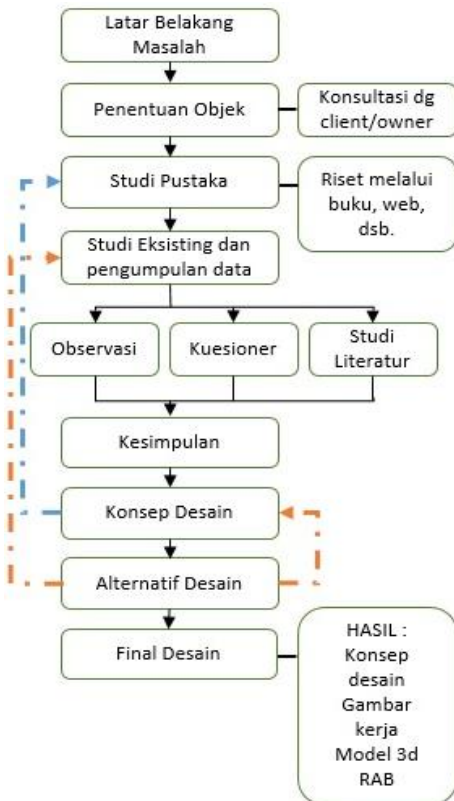 Latar Belakang
Masalah
Penentuan Objek
Konsultasi dg
client/owner
Studi Pustaka
Riset melalui
buku, web,
dsb.
Studi Eksisting dan
pengumpulan data
Observasi
Kuesioner
Studi
Literatur
Kesimpulan
Konsep Desain
Alternatif Desain
Final Desain
HASIL :
Konsep
desain
Gambar
kerja
Model 3d
RAB